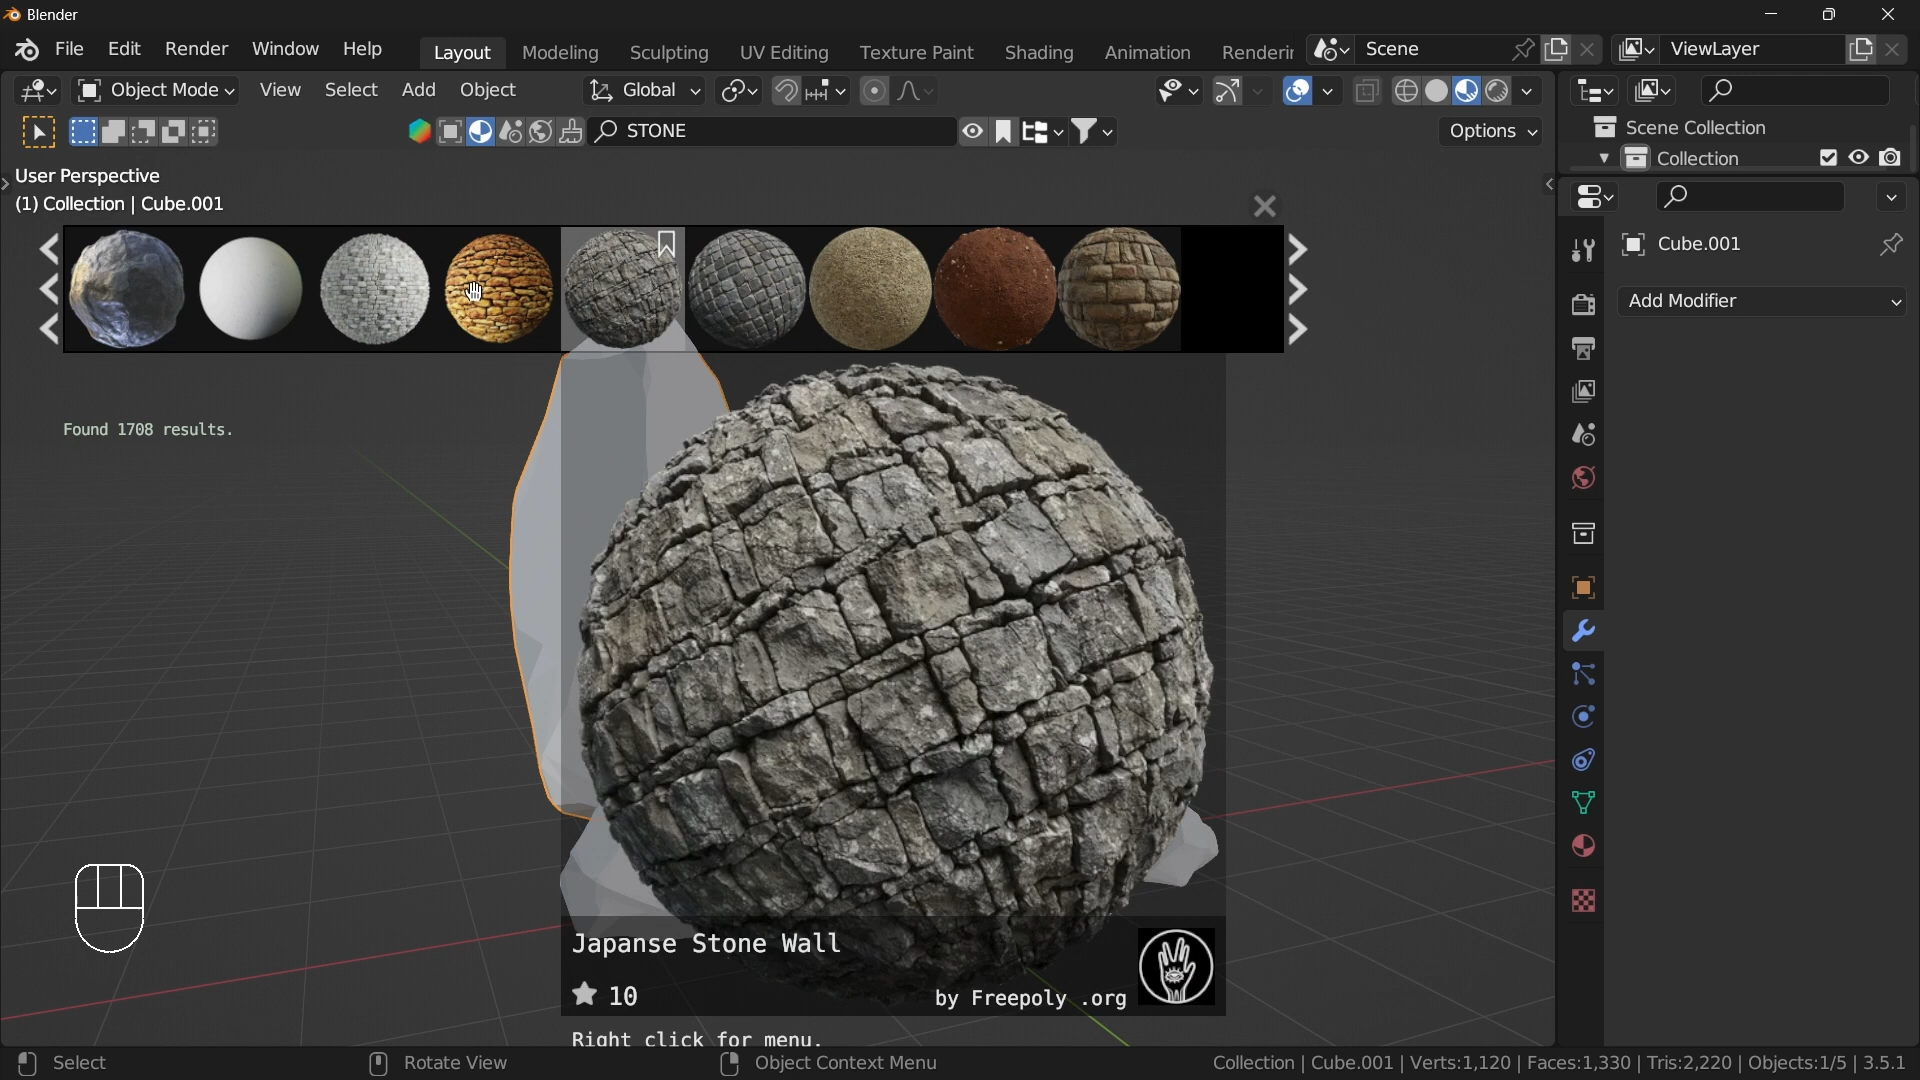 Blender
File Edit Render Window Help
Layout Modeling Sculpting UV Editing Texture Paint Shading Animation Renderin
Scene
ViewLayer
Object Mode View Select Add Object
Global
STONE
Options
Scene Collection
Collection
User Perspective
(1) Collection | Cube.001
Cube.001
Add Modifier
Found 1708 results.
Japanse Stone Wall
10
by Freepoly .org
Right click for menu.
Select
Rotate View
Object Context Menu
Collection | Cube.001 | Verts:1,120 | Faces:1,330 | Tris:2,220 | Objects:1/5 | 3.5.1